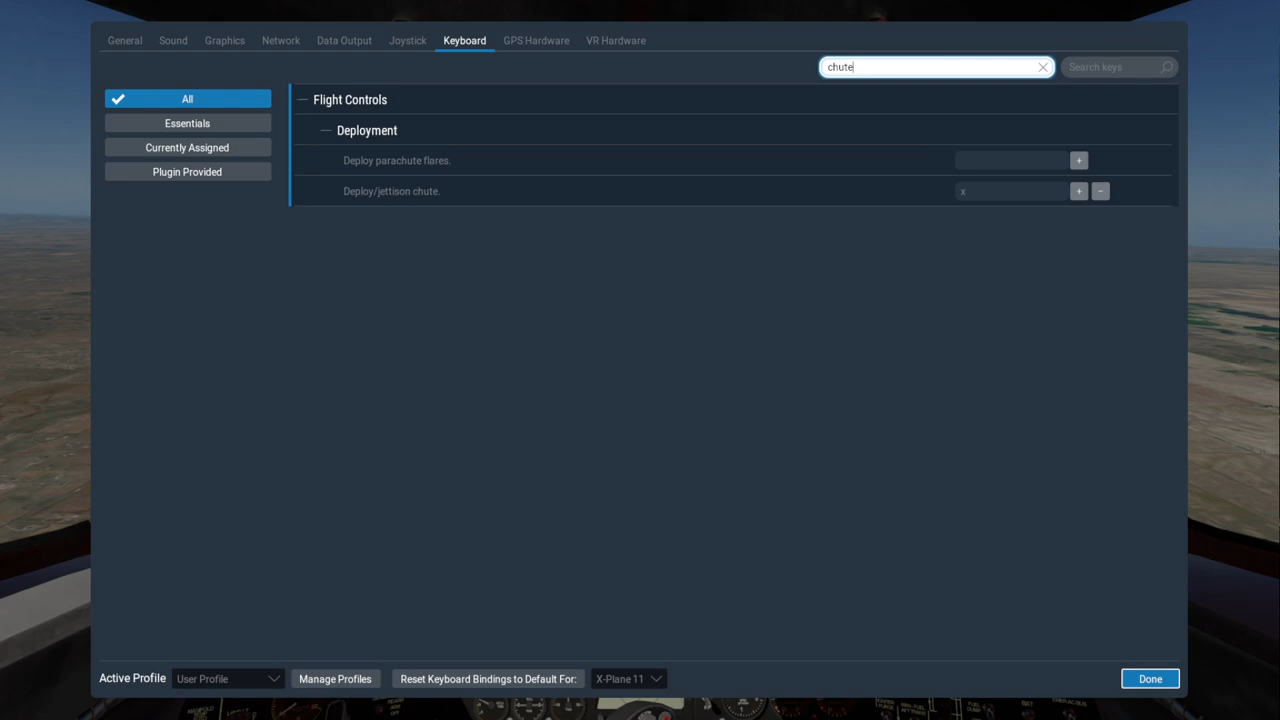 General Sound Graphics Network Data Output Joystick Keyboard GPS Hardware VR Hardware
chute
Search keys
All
Essentials
Currently Assigned
Plugin Provided
Flight Controls
Deployment
Deploy parachute flares.
+
Deploy/jettison chute.
x
+ −
Active Profile User Profile Manage Profiles Reset Keyboard Bindings to Default For: X-Plane 11 Done